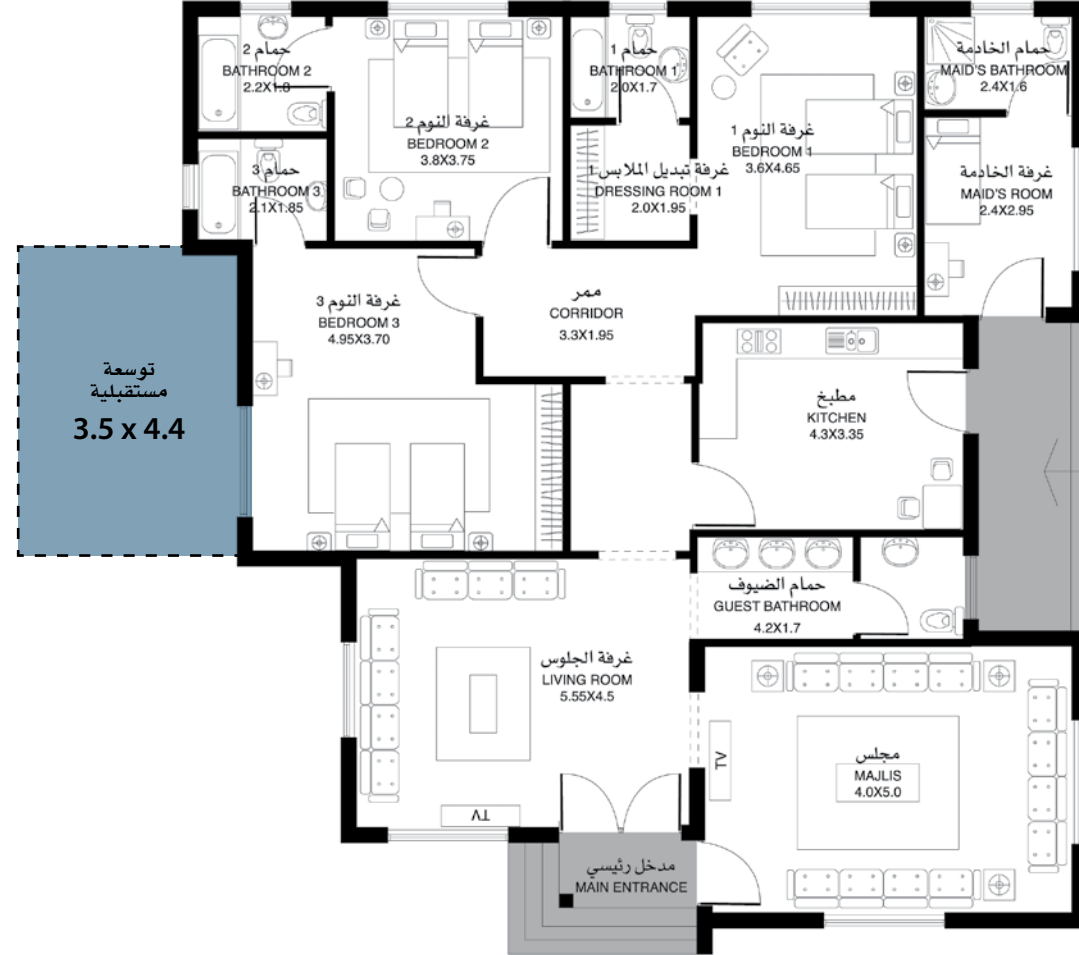 حمام 2
BATHROOM 2
2.2X1.8
غرفة النوم 2
BEDROOM 2
3.8X3.75
حمام 1
BATHROOM 1
2.0X1.7
غرفة النوم 1
BEDROOM 1
3.6X4.65
حمام الخادمة
MAID'S BATHROOM
2.4X1.6
حمام 3
BATHROOM 3
2.1X1.85
غرفة تبديل الملابس 1
DRESSING ROOM 1
2.0X1.95
غرفة الخادمة
MAID'S ROOM
2.4X2.95
غرفة النوم 3
BEDROOM 3
4.95X3.70
ممر
CORRIDOR
3.3X1.95
توسعة
مستقبلية
3.5 x 4.4
مطبخ
KITCHEN
4.3X3.35
حمام الضيوف
GUEST BATHROOM
4.2X1.7
غرفة الجلوس
LIVING ROOM
5.55X4.5
TV
مجلس
MAJLIS
4.0X5.0
TV
مدخل رئيسي
MAIN ENTRANCE